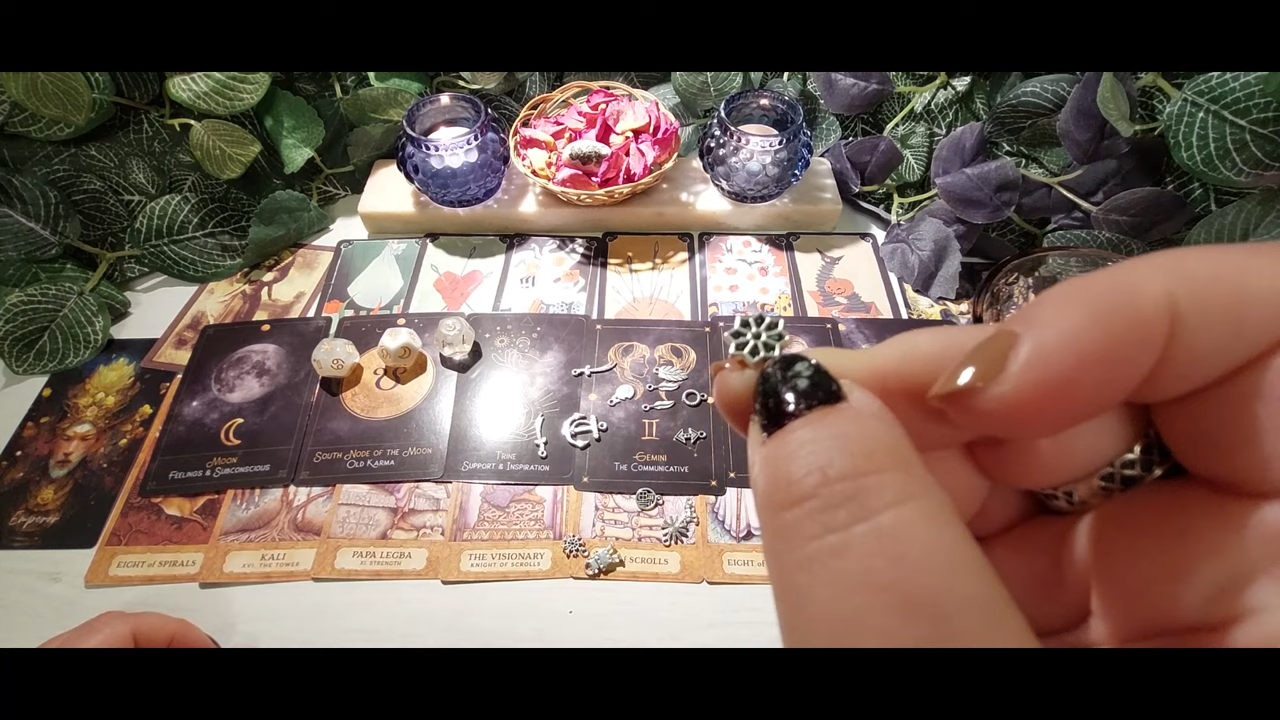 Moon
Feelings & Subconscious
South Node of the Moon
Old Karma
Trine
Support & Inspiration
♊
Gemini
The Communicative
Emperor
EIGHT of SPIRALS
KALI
XVI. THE TOWER
PAPA LEGBA
XI. STRENGTH
THE VISIONARY
KNIGHT OF SCROLLS
SCROLLS
EIGHT of